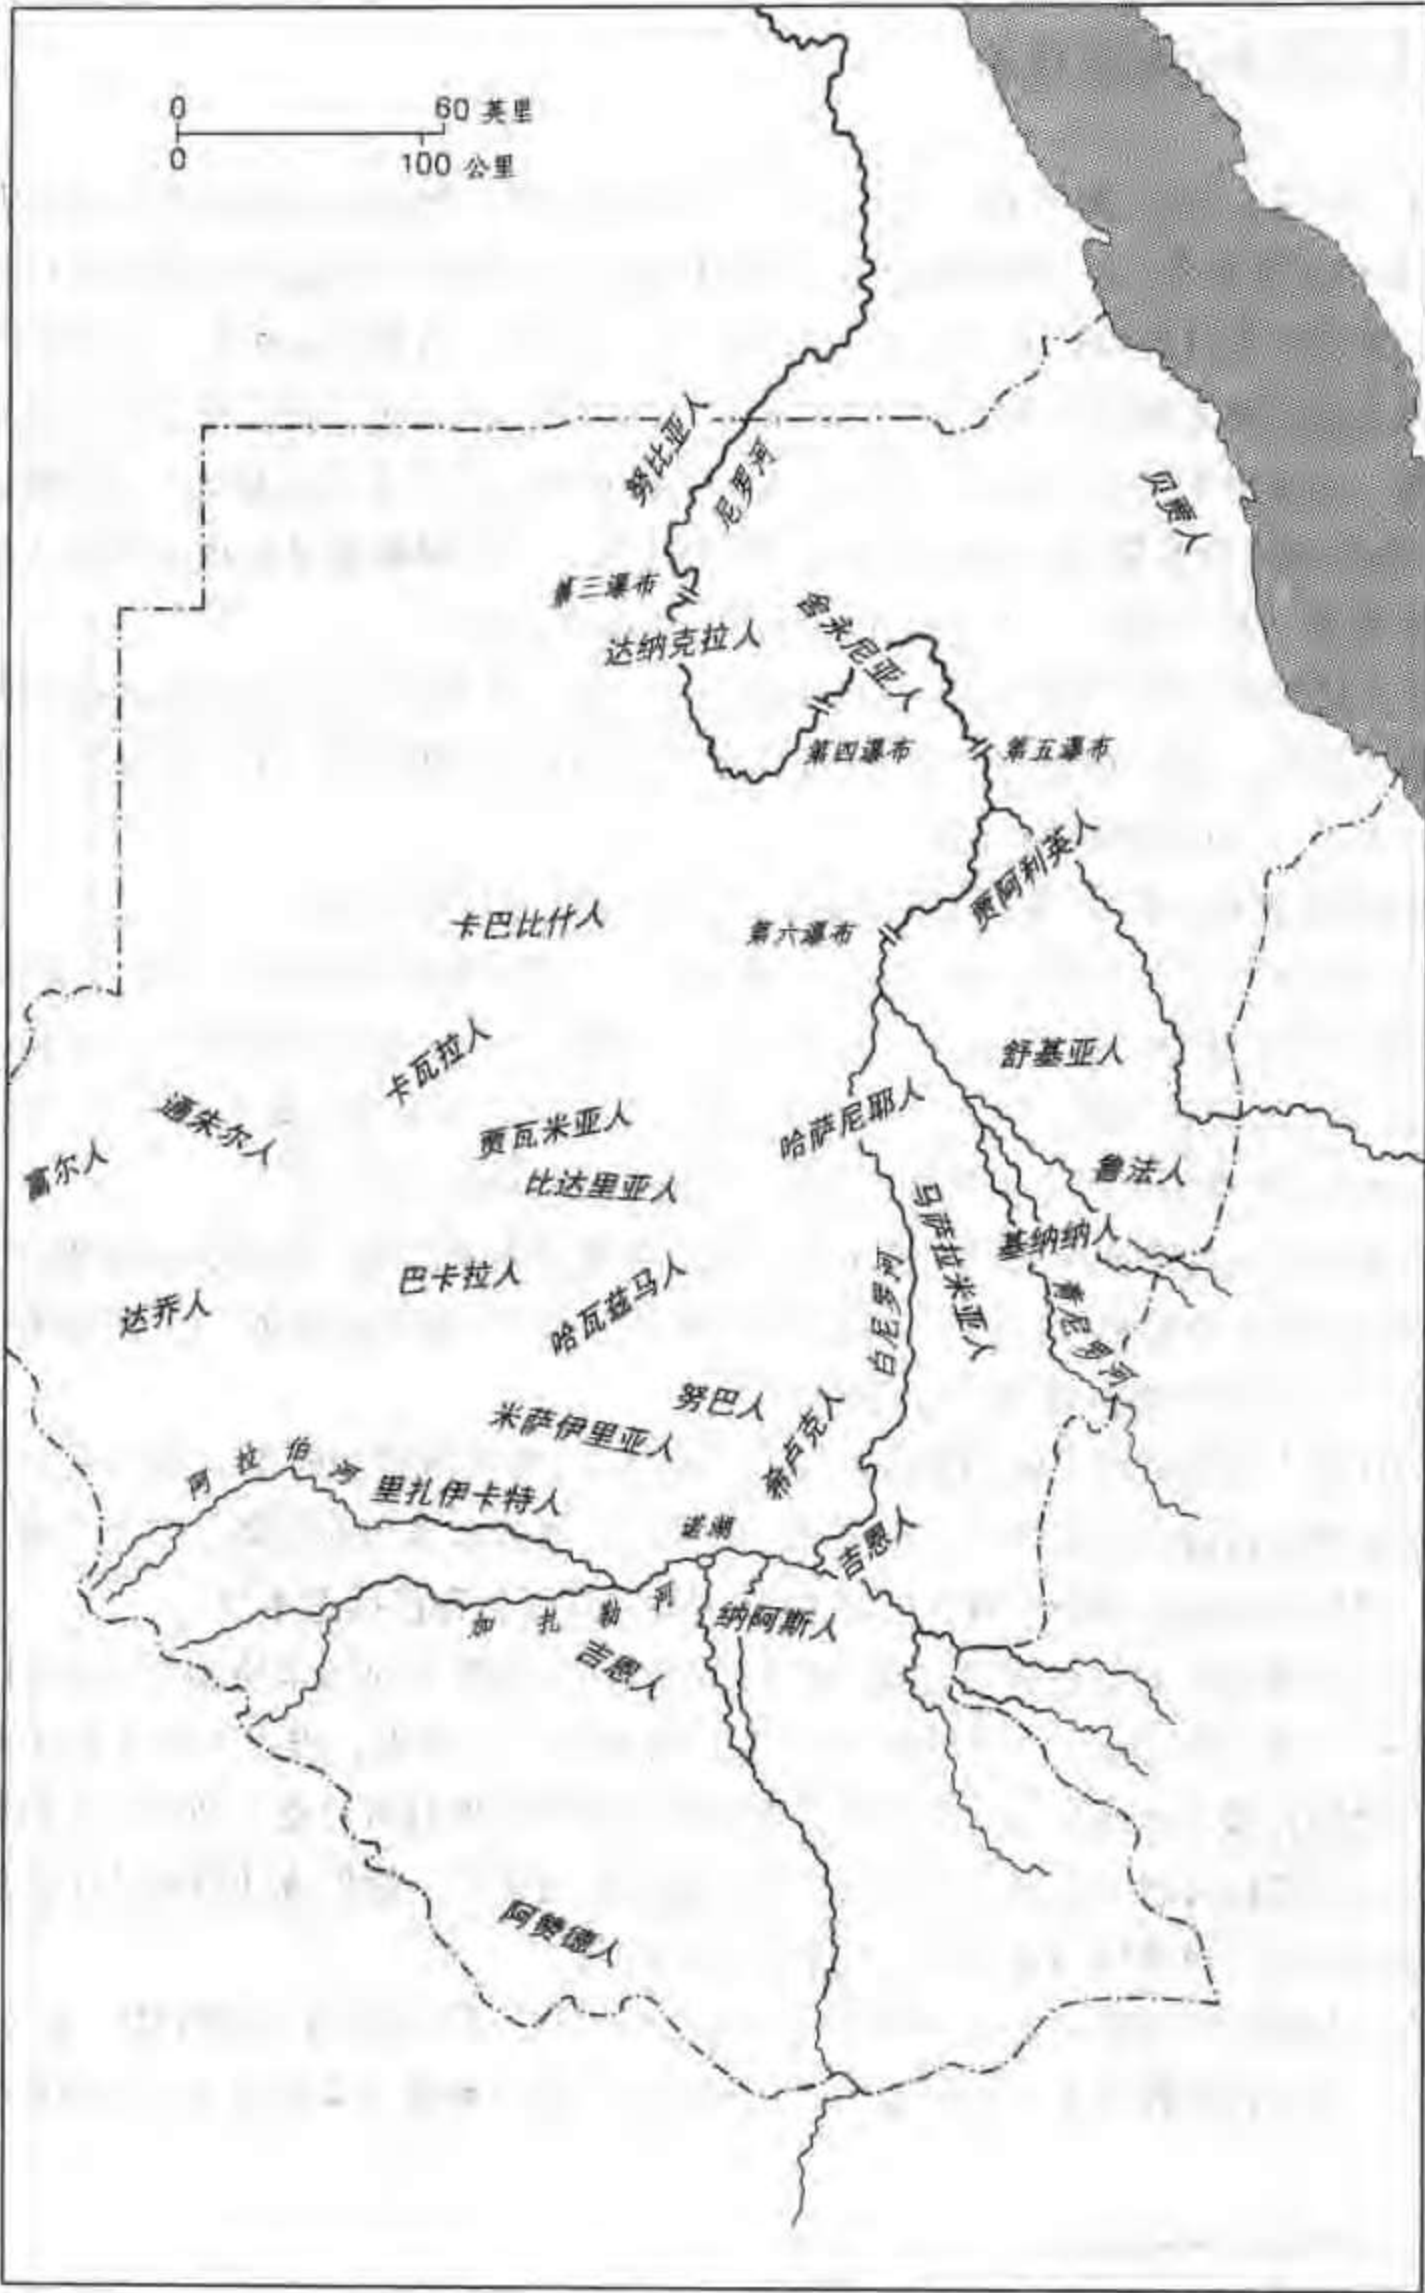 0 60 英里
0 100 公里
努比亚人
尼罗河
贝贾人
第三瀑布
达纳克拉人
舍永尼亚人
第四瀑布
第五瀑布
贾阿利英人
卡巴比什人
第六瀑布
卡瓦拉人
舒基亚人
通朱尔人
贾瓦米亚人
哈萨尼耶人
富尔人
比达里亚人
鲁法人
马萨拉米亚人
基纳纳人
巴卡拉人
哈瓦兹马人
白尼罗河
青尼罗河
达乔人
努巴人
米萨伊里亚人
希卢克人
阿拉伯河
里扎伊卡特人
诺湖
吉恩人
加扎勒河
纳阿斯人
吉恩人
阿赞德人